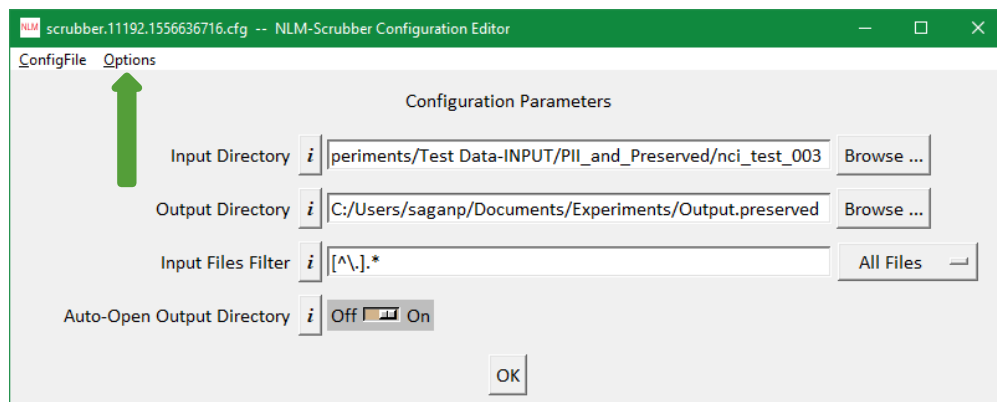 NLM scrubber.11192.1556636716.cfg -- NLM-Scrubber Configuration Editor
ConfigFile Options
Configuration Parameters
Input Directory i periments/Test Data-INPUT/PII_and_Preserved/nci_test_003 Browse ...
Output Directory i C:/Users/saganp/Documents/Experiments/Output.preserved Browse ...
Input Files Filter i [^\.].* All Files
Auto-Open Output Directory i Off On
OK